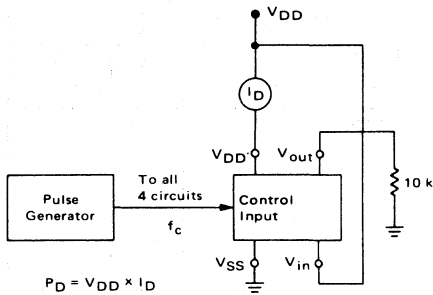 VDD
ID
VDD
Vout
To all
4 circuits
Pulse
Generator
fc
Control
Input
10 k
VSS
Vin
PD = VDD × ID